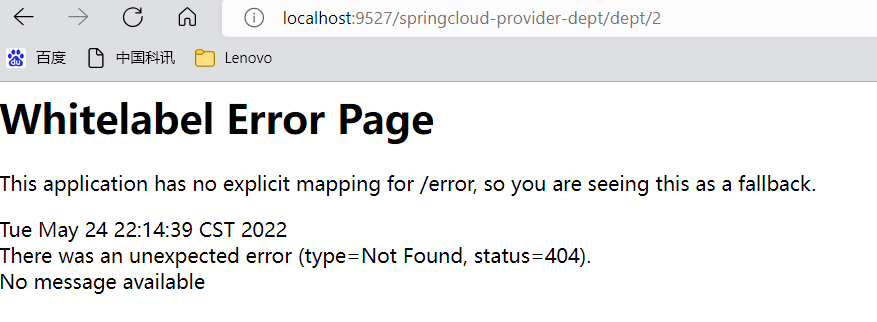 localhost:9527/springcloud-provider-dept/dept/2
百度 中国科讯 Lenovo
Whitelabel Error Page
This application has no explicit mapping for /error, so you are seeing this as a fallback.
Tue May 24 22:14:39 CST 2022
There was an unexpected error (type=Not Found, status=404).
No message available